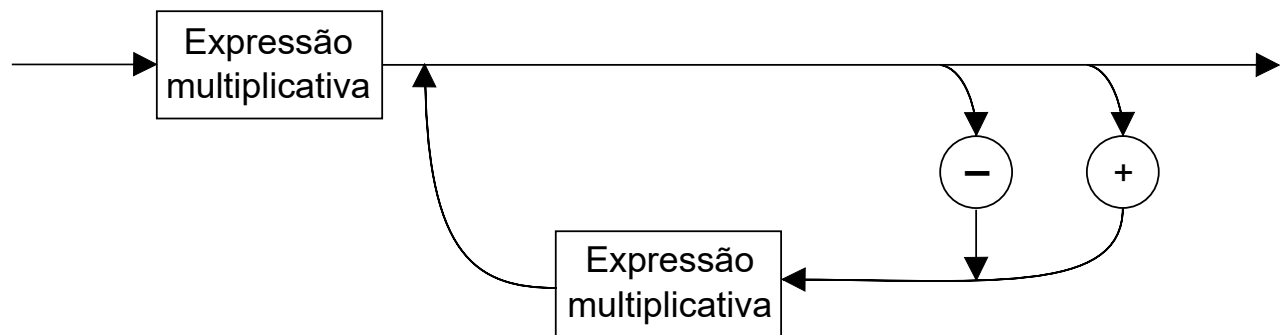 Expressão
multiplicativa
−
+
Expressão
multiplicativa